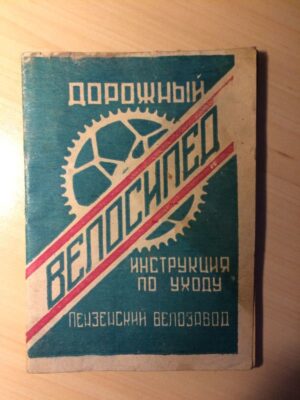 ДОРОЖНЫЙ
ВЕЛОСИПЕД
ИНСТРУКЦИЯ
ПО УХОДУ
ПЕНЗЕНСКИЙ ВЕЛОЗАВОД